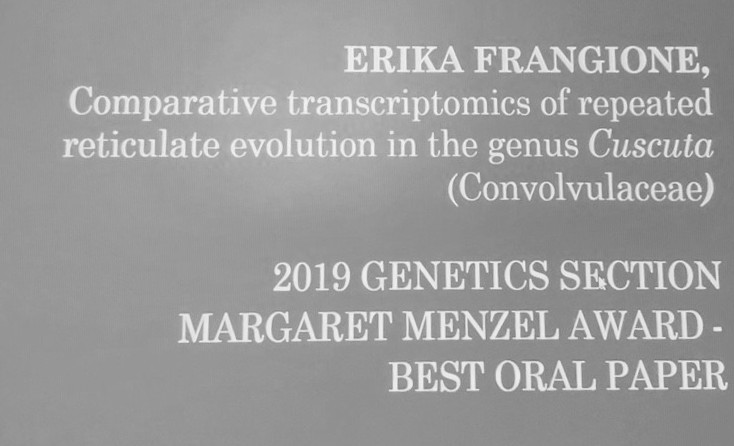 ERIKA FRANGIONE,
Comparative transcriptomics of repeated
reticulate evolution in the genus Cuscuta
(Convolvulaceae)
2019 GENETICS SECTION
MARGARET MENZEL AWARD -
BEST ORAL PAPER